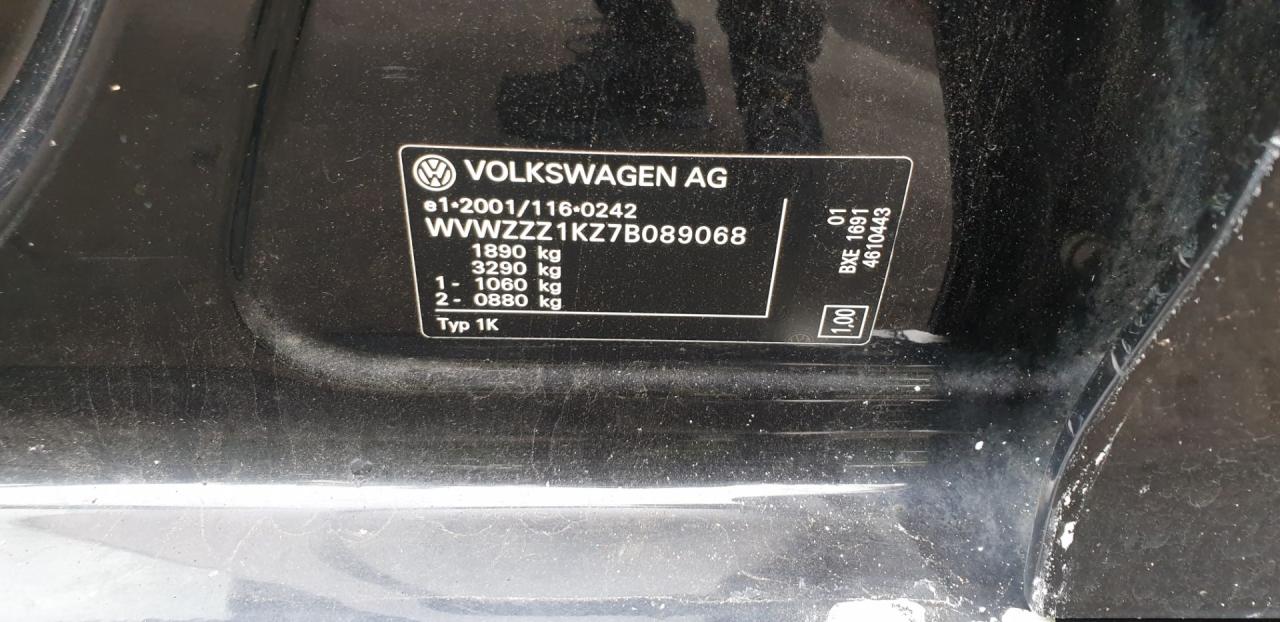 VOLKSWAGEN AG
e1*2001/116*0242
WVWZZZ1KZ7B089068
1890 kg
3290 kg
1 - 1060 kg
2 - 0880 kg
Typ 1K
01
BXE 1691
4610443
1.00